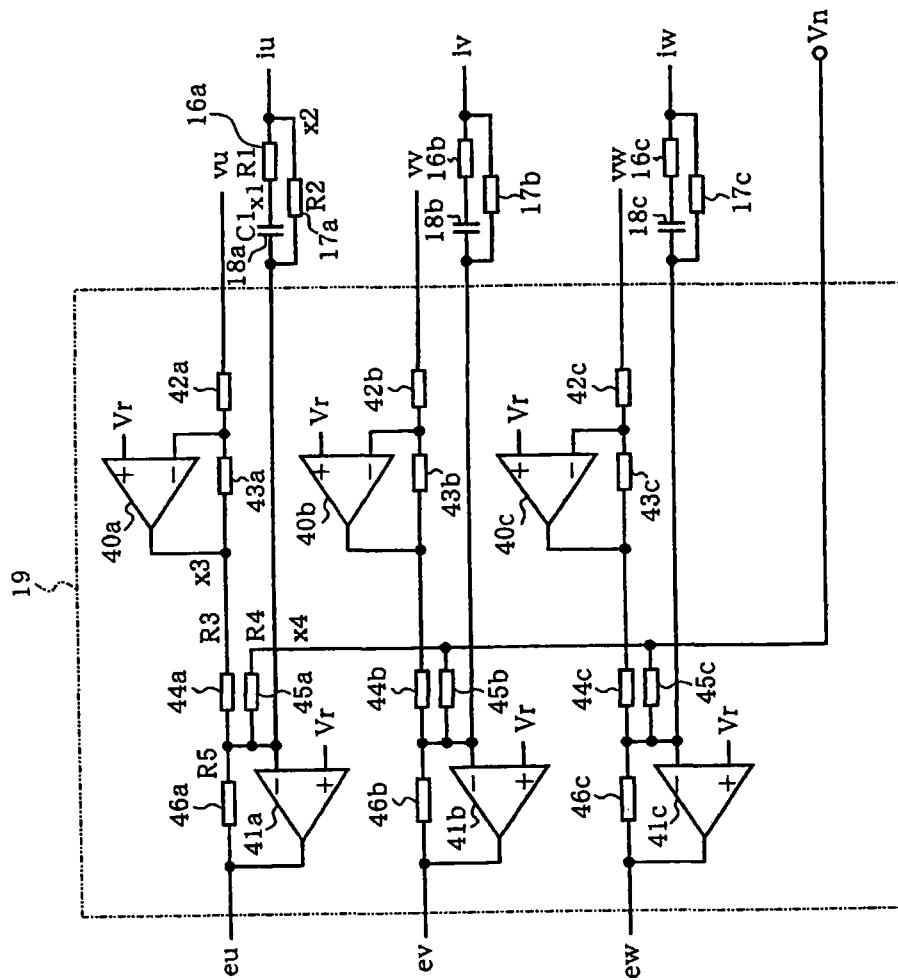 19
16a
vu
R1
iu
x2
C1
x1
R2
18a
17a
42a
Vr
43a
40a
x3
R3
R4
x4
44a
45a
Vr
R5
46a
41a
eu
vv
16b
iv
18b
17b
42b
Vr
43b
40b
44b
45b
Vr
46b
41b
ev
vw
16c
iw
18c
17c
42c
Vr
43c
40c
44c
45c
Vr
46c
41c
ew
Vn
+
−
+
−
+
−
−
+
−
+
−
+